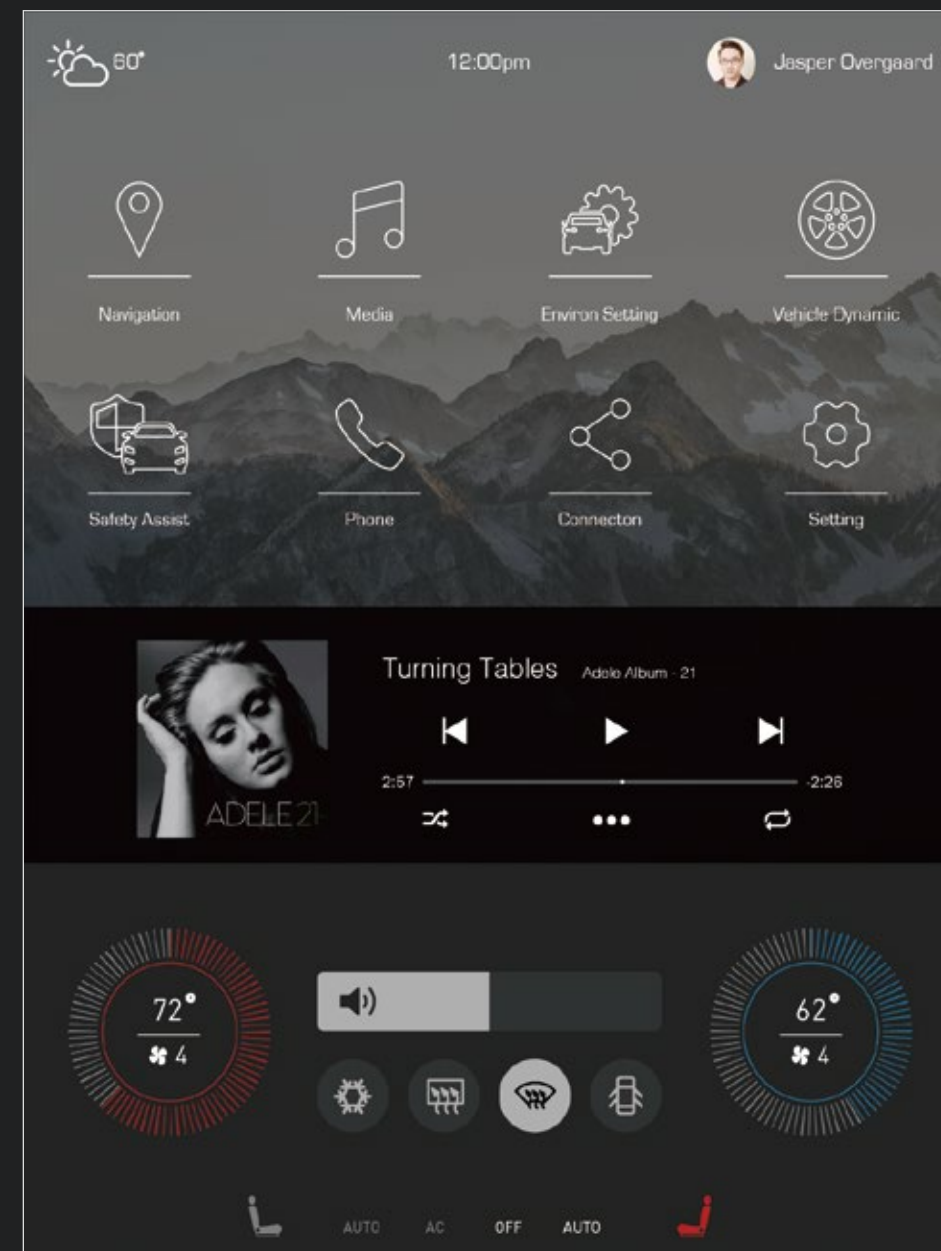 60°
12:00pm
Jasper Overgaard
Navigation
Media
Environ Setting
Vehicle Dynamic
Safety Assist
Phone
Connecton
Setting
ADELE 21
Turning Tables Adele Album - 21
2:57
-2:26
72°
4
62°
4
AUTO AC OFF AUTO